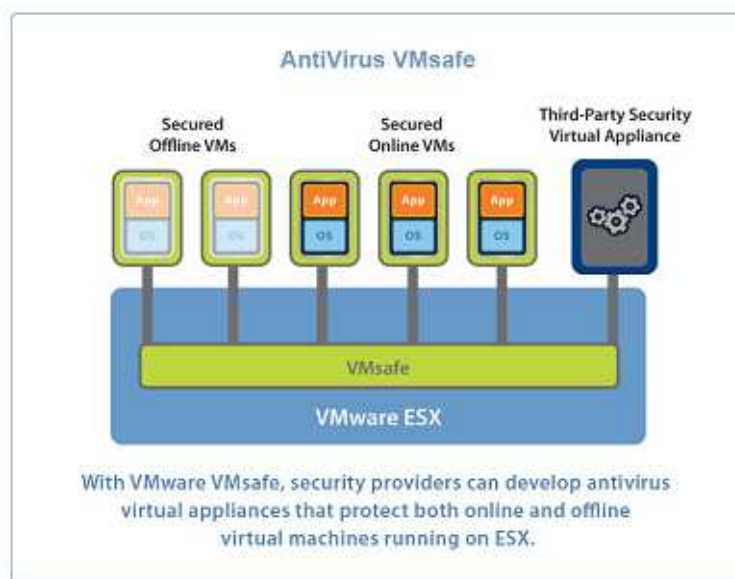 AntiVirus VMsafe
Secured
Offline VMs
Secured
Online VMs
Third-Party Security
Virtual Appliance
App
App
App
App
App
OS
OS
OS
OS
OS
VMsafe
VMware ESX
With VMware VMsafe, security providers can develop antivirus
virtual appliances that protect both online and offline
virtual machines running on ESX.